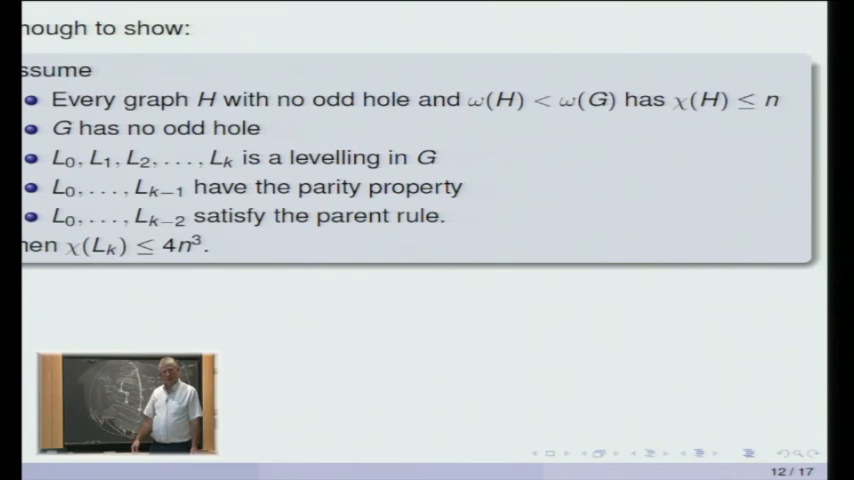 nough to show:
ssume
Every graph H with no odd hole and ω(H) < ω(G) has χ(H) ≤ n
G has no odd hole
L₀, L₁, L₂, . . . , Lₖ is a levelling in G
L₀, . . . , Lₖ₋₁ have the parity property
L₀, . . . , Lₖ₋₂ satisfy the parent rule.
hen χ(Lₖ) ≤ 4n³.
12 / 17